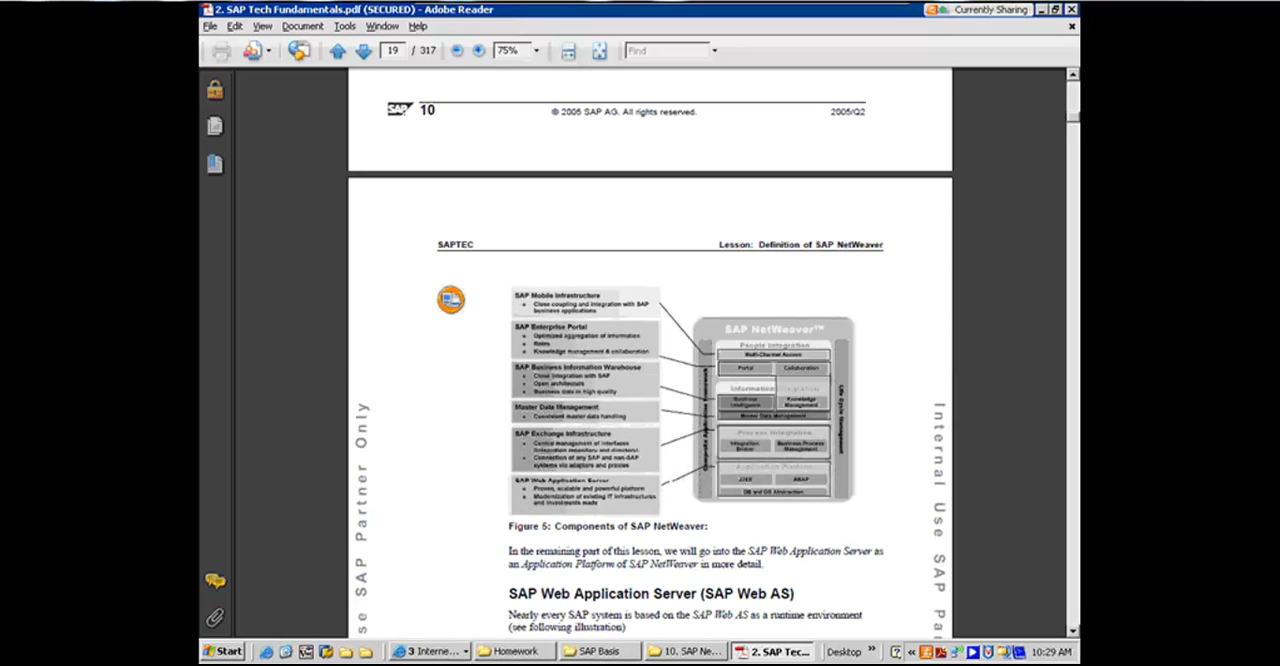 2. SAP Tech Fundamentals.pdf (SECURED) - Adobe Reader
Currently Sharing
File Edit View Document Tools Window Help
19 / 317
75%
Find
SAP 10
© 2005 SAP AG. All rights reserved.
2005/Q2
SAPTEC
Lesson: Definition of SAP NetWeaver
SAP Mobile Infrastructure
• Close coupling and integration with SAP
business applications
SAP Enterprise Portal
• Optimized aggregation of information
• Roles
• Knowledge management & collaboration
SAP Business Information Warehouse
• Close integration with SAP
• Open architecture
• Business data in high quality
Master Data Management
• Consistent master data handling
SAP Exchange Infrastructure
• Central management of interfaces
(Integration repository and directory)
• Connection of any SAP and non-SAP
systems via adaptors and proxies
SAP Web Application Server
• Proven, scalable and powerful platform
• Modernization of existing IT infrastructures
and investments made
SAP NetWeaver™
People Integration
Multi-Channel Access
Portal
Collaboration
Information Integration
Business
Intelligence
Knowledge
Management
Master Data Management
Process Integration
Integration
Broker
Business Process
Management
Application Platform
J2EE
ABAP
DB and OS Abstraction
Life Cycle Management
Figure 5: Components of SAP NetWeaver:
In the remaining part of this lesson, we will go into the SAP Web Application Server as
an Application Platform of SAP NetWeaver in more detail.
SAP Web Application Server (SAP Web AS)
Nearly every SAP system is based on the SAP Web AS as a runtime environment
(see following illustration)
se SAP Partner Only
Internal Use SAP Pa
Start
3 Interne...
Homework
SAP Basis
10. SAP Ne...
2. SAP Tec...
Desktop
10:29 AM